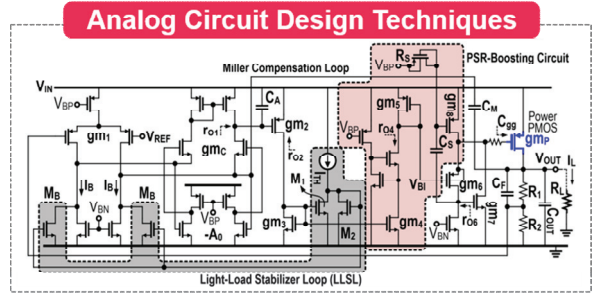 Analog Circuit Design Techniques
Miller Compensation Loop
PSR-Boosting Circuit
V_IN
V_BP
R_S
V_BP
gm_5
gm_8
C_M
C_gg
Power
PMOS
gm_P
C_A
gm_2
r_O1
r_O2
gm_1
V_REF
gm_C
V_BP
r_O4
C_S
V_OUT
I_L
I_TH
M_1
V_BI
gm_6
C_F
R_1
R_L
M_B
I_B
I_B
M_B
V_BN
V_BP
-A_0
gm_3
M_2
gm_4
V_BN
r_O6
gm_7
R_2
C_OUT
Light-Load Stabilizer Loop (LLSL)